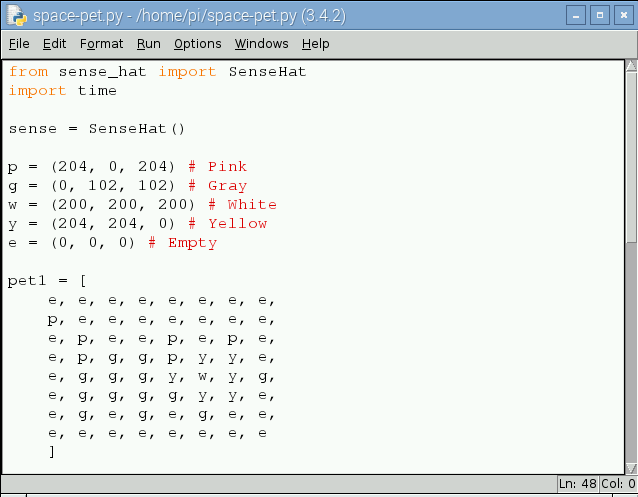 space-pet.py - /home/pi/space-pet.py (3.4.2)
File Edit Format Run Options Windows Help
from sense_hat import SenseHat
import time
sense = SenseHat()
p = (204, 0, 204) # Pink
g = (0, 102, 102) # Gray
w = (200, 200, 200) # White
y = (204, 204, 0) # Yellow
e = (0, 0, 0) # Empty
pet1 = [
e, e, e, e, e, e, e, e,
p, e, e, e, e, e, e, e,
e, p, e, e, p, e, p, e,
e, p, g, g, p, y, y, e,
e, g, g, g, y, w, y, g,
e, g, g, g, g, y, y, e,
e, g, e, g, e, g, e, e,
e, e, e, e, e, e, e, e
]
Ln: 48 Col: 0